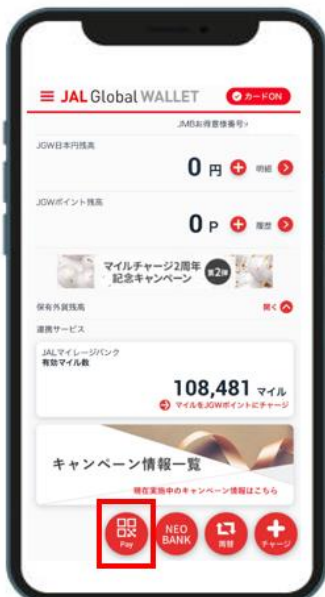 JAL Global WALLET
カードON
JMBお得意様番号
JGW日本円残高
0 円
明細
JGWポイント残高
0 P
履歴
マイルチャージ2周年
記念キャンペーン
第2弾
保有外貨残高
開く
連携サービス
JALマイレージバンク
有効マイル数
108,481 マイル
マイルをJGWポイントにチャージ
キャンペーン情報一覧
現在実施中のキャンペーン情報はこちら
Pay
NEO
BANK
両替
チャージ